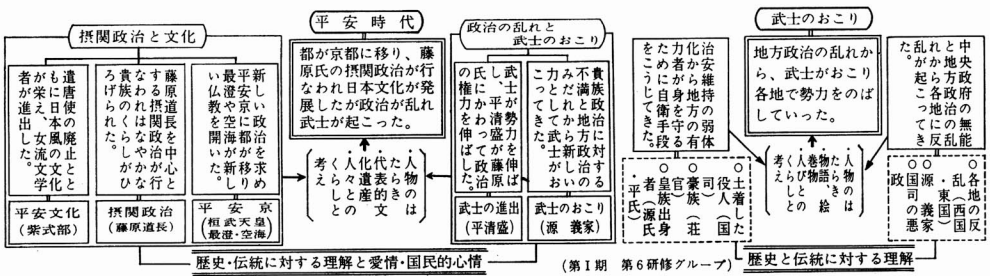 平安時代
都が京都に移り、藤
原氏の摂関政治が行
なわれ日本文化が発
展したが政治が乱れ
武士が起こった。
・人物のは
たらき
・代表的文
化遺産
・人々との
くらしと
考え
摂関政治と文化
新しい政治を求め
て平安京に都が移り
最澄や空海が新し
い仏教を開いた。
藤原道長を中心と
する摂関政治が行
なわれはなやかな
貴族のくらしがひ
ろげられた。
遣唐使の廃止とと
もに日本風の文化
が栄え、女流文学
者が進出した。
平安京
(桓武天皇
最澄・空海)
摂関政治
(藤原道長)
平安文化
(紫式部)
政治の乱れと
武士のおこり
貴族政治に対する
不満と地方政治の
みだれから新しい
力として武士がお
こってきた。
武士が勢力を伸ば
し、平清盛が藤原
氏にかわって政治
の権力を伸ばした。
武士のおこり
(源 義家)
武士の進出
(平清盛)
歴史・伝統に対する理解と愛情・国民的心情
武士のおこり
地方政治の乱れか
ら、武士がおこり
各地で勢力をのば
していった。
・人物のは
たらき
・物語、絵
巻物
・人びとの
くらしと
考え
中央政府の無能
と地方政治の乱
れから各地に反
乱が起こってき
た。
治安維持の弱体
化から地方の有
力者が身を守る
ために自衛手段
をこうじてきた。
○各地の反
乱(西国
・東国)
○源 義家
○国司の悪
政
○土着した
役人(国
司)
○豪族(荘
官)
○皇族出身
者(源氏
・平氏)
歴史と伝統に対する理解
(第Ⅰ期 第6研修グループ)